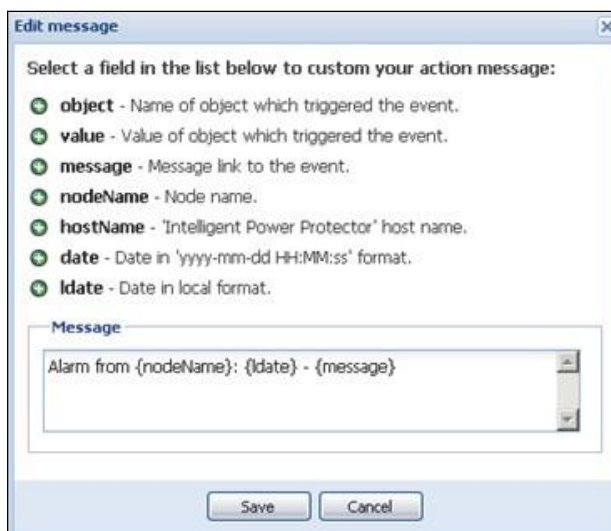 Edit message
Select a field in the list below to custom your action message:
object - Name of object which triggered the event.
value - Value of object which triggered the event.
message - Message link to the event.
nodeName - Node name.
hostName - 'Intelligent Power Protector' host name.
date - Date in 'yyyy-mm-dd HH:MM:ss' format.
ldate - Date in local format.
Message
Alarm from {nodeName}: {ldate} - {message}
Save Cancel